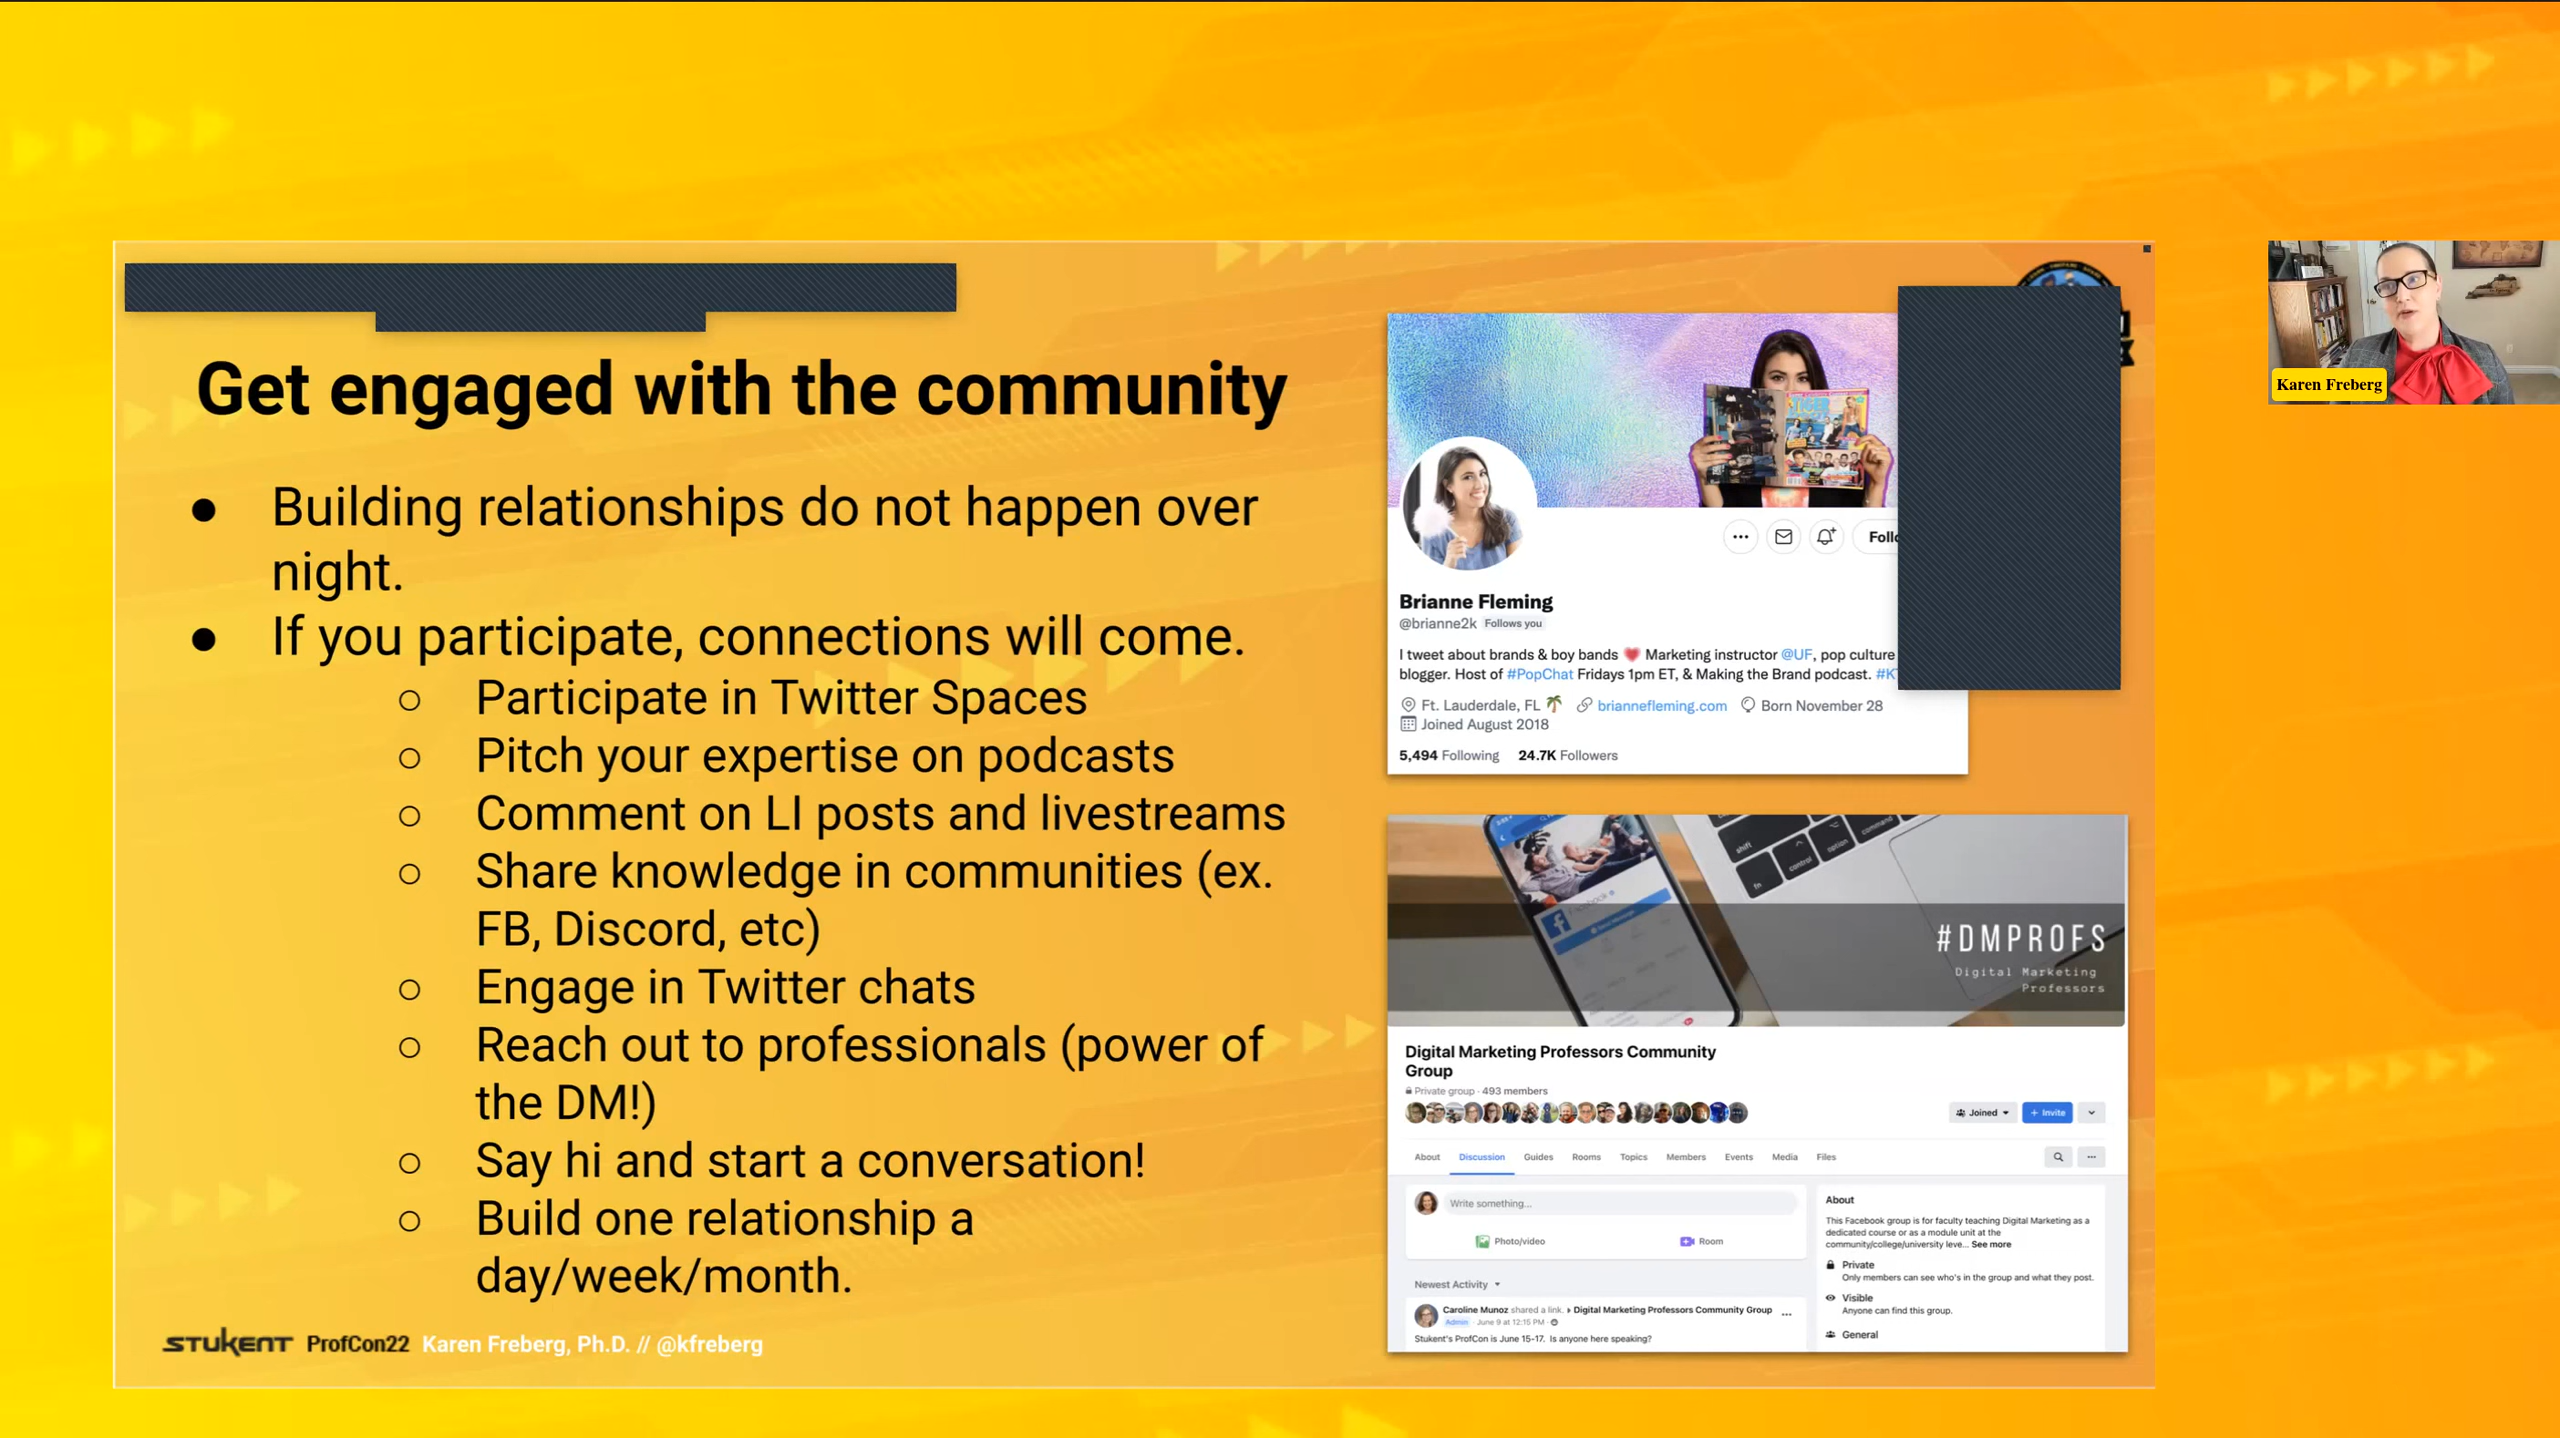 Get engaged with the community
● Building relationships do not happen over
night.
● If you participate, connections will come.
○ Participate in Twitter Spaces
○ Pitch your expertise on podcasts
○ Comment on LI posts and livestreams
○ Share knowledge in communities (ex.
FB, Discord, etc)
○ Engage in Twitter chats
○ Reach out to professionals (power of
the DM!)
○ Say hi and start a conversation!
○ Build one relationship a
day/week/month.
STUKENT ProfCon22 Karen Freberg, Ph.D. // @kfreberg
TIGER
Brianne Fleming
@brianne2k Follows you
I tweet about brands & boy bands ❤️ Marketing instructor @UF, pop culture
blogger. Host of #PopChat Fridays 1pm ET, & Making the Brand podcast.
Ft. Lauderdale, FL 🌴 briannefleming.com Born November 28
Joined August 2018
5,494 Following 24.7K Followers
shift
fn
control
option
command
#DMPROFS
Digital Marketing
Professors
Digital Marketing Professors Community
Group
Private group · 493 members
Joined
+ Invite
About Discussion Guides Rooms Topics Members Events Media Files
Write something...
Photo/video Room
Newest Activity
Caroline Munoz shared a link. Digital Marketing Professors Community Group
Admin · June 9 at 12:15 PM ·
Stukent's ProfCon is June 15-17. Is anyone here speaking?
About
This Facebook group is for faculty teaching Digital Marketing as a
dedicated course or as a module unit at the
community/college/university leve... See more
Private
Only members can see who's in the group and what they post.
Visible
Anyone can find this group.
General
Karen Freberg